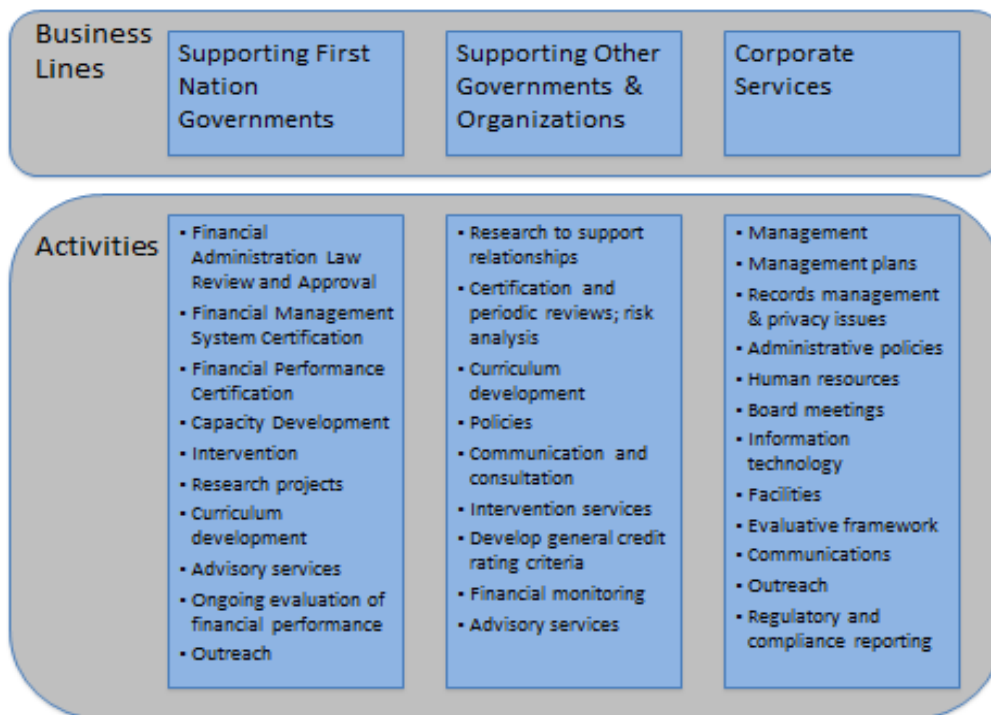 Business
Lines
Supporting First
Nation
Governments
Supporting Other
Governments &
Organizations
Corporate
Services
Activities
▪ Financial
Administration Law
Review and Approval
▪ Financial Management
System Certification
▪ Financial Performance
Certification
▪ Capacity Development
▪ Intervention
▪ Research projects
▪ Curriculum
development
▪ Advisory services
▪ Ongoing evaluation of
financial performance
▪ Outreach
▪ Research to support
relationships
▪ Certification and
periodic reviews; risk
analysis
▪ Curriculum
development
▪ Policies
▪ Communication and
consultation
▪ Intervention services
▪ Develop general credit
rating criteria
▪ Financial monitoring
▪ Advisory services
▪ Management
▪ Management plans
▪ Records management
& privacy issues
▪ Administrative policies
▪ Human resources
▪ Board meetings
▪ Information
technology
▪ Facilities
▪ Evaluative framework
▪ Communications
▪ Outreach
▪ Regulatory and
compliance reporting